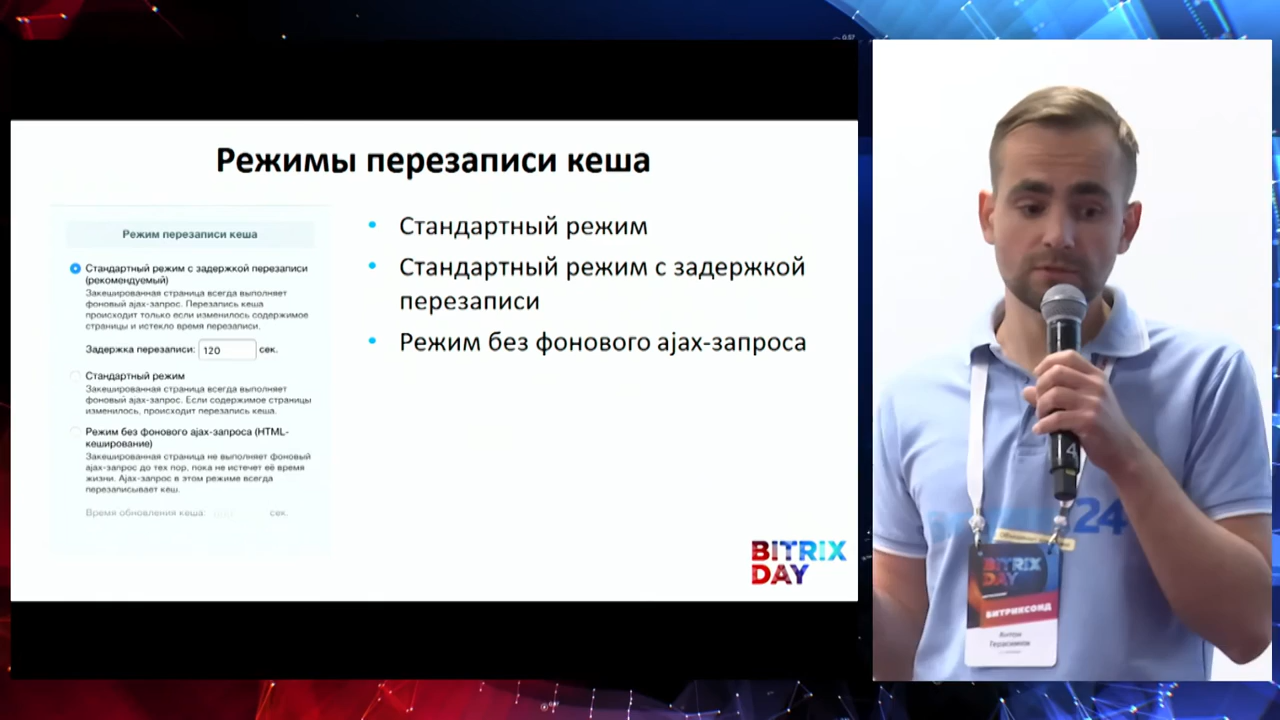 Режимы перезаписи кеша
Режим перезаписи кеша
Стандартный режим с задержкой перезаписи
(рекомендуемый)
Закешированная страница всегда выполняет
фоновый ajax-запрос. Перезапись кеша
происходит только если изменилось содержимое
страницы и истекло время перезаписи.
Задержка перезаписи: 120 сек.
Стандартный режим
Закешированная страница всегда выполняет
фоновый ajax-запрос. Если содержимое страницы
изменилось, происходит перезапись кеша.
Режим без фонового ajax-запроса (HTML-
кеширование)
Закешированная страница не выполняет фоновый
ajax-запрос до тех пор, пока не истечет её время
жизни. Ajax-запрос в этом режиме всегда
перезаписывает кеш.
Время обновления кеша: сек.
• Стандартный режим
• Стандартный режим с задержкой
перезаписи
• Режим без фонового ajax-запроса
BITRIX
DAY
4
24
BITRIX
DAY
БИТРИКСОИД
Антон
Герасимюк